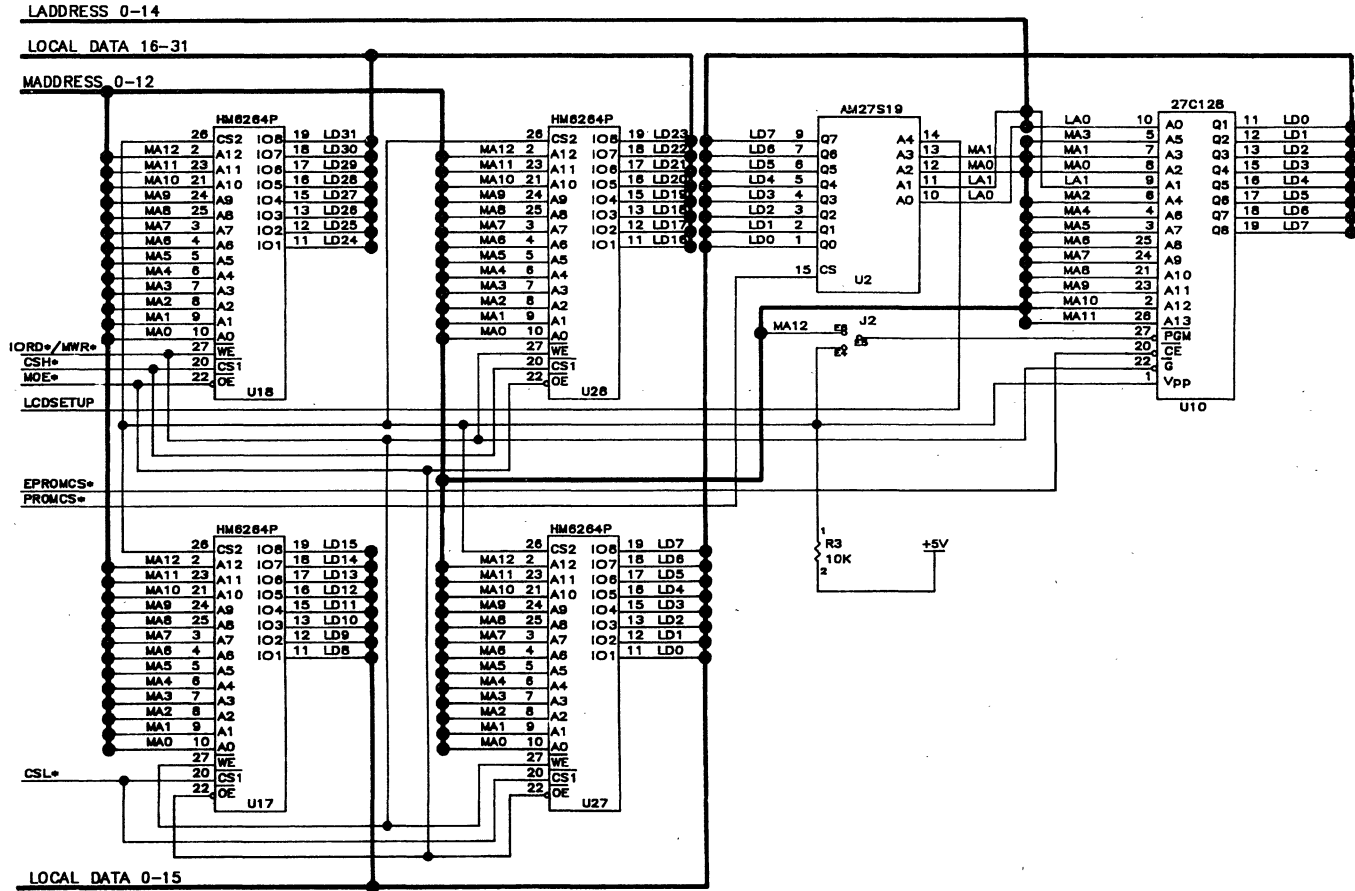 LADDRESS 0-14
LOCAL DATA 16-31
MADDRESS 0-12
HM6264P
26 CS2 IO8 19 LD31
MA12 2 A12 IO7 18 LD30
MA11 23 A11 IO6 17 LD29
MA10 21 A10 IO5 16 LD28
MA9 24 A9 IO4 15 LD27
MA8 25 A8 IO3 13 LD26
MA7 3 A7 IO2 12 LD25
MA6 4 A6 IO1 11 LD24
MA5 5 A5
MA4 6 A4
MA3 7 A3
MA2 8 A2
MA1 9 A1
MA0 10 A0
27 WE
20 CS1
22 OE
U18
HM6264P
26 CS2 IO8 19 LD23
MA12 2 A12 IO7 18 LD22
MA11 23 A11 IO6 17 LD21
MA10 21 A10 IO5 16 LD20
MA9 24 A9 IO4 15 LD19
MA8 25 A8 IO3 13 LD18
MA7 3 A7 IO2 12 LD17
MA6 4 A6 IO1 11 LD16
MA5 5 A5
MA4 6 A4
MA3 7 A3
MA2 8 A2
MA1 9 A1
MA0 10 A0
27 WE
20 CS1
22 OE
U28
AM27S19
LD7 9 Q7 A4 14
LD6 7 Q6 A3 13 MA1
LD5 6 Q5 A2 12 MA0
LD4 5 Q4 A1 11 LA1
LD3 4 Q3 A0 10 LA0
LD2 3 Q2
LD1 2 Q1
LD0 1 Q0
15 CS
U2
27C128
LA0 10 A0 Q1 11 LD0
MA3 5 A5 Q2 12 LD1
MA1 7 A3 Q3 13 LD2
MA0 8 A2 Q4 15 LD3
LA1 9 A1 Q5 16 LD4
MA2 6 A4 Q6 17 LD5
MA4 4 A6 Q7 18 LD6
MA5 3 A7 Q8 19 LD7
MA6 25 A8
MA7 24 A9
MA8 21 A10
MA9 23 A11
MA10 2 A12
MA11 26 A13
27 PGM
20 CE
22 G
1 Vpp
U10
MA12 E6 J2
E5
E4
IORD*/MWR*
CSH*
MOE*
LCDSETUP
EPROMCS*
PROMCS*
HM6264P
26 CS2 IO8 19 LD15
MA12 2 A12 IO7 18 LD14
MA11 23 A11 IO6 17 LD13
MA10 21 A10 IO5 16 LD12
MA9 24 A9 IO4 15 LD11
MA8 25 A8 IO3 13 LD10
MA7 3 A7 IO2 12 LD9
MA6 4 A6 IO1 11 LD8
MA5 5 A5
MA4 6 A4
MA3 7 A3
MA2 8 A2
MA1 9 A1
MA0 10 A0
27 WE
20 CS1
22 OE
U17
HM6264P
26 CS2 IO8 19 LD7
MA12 2 A12 IO7 18 LD6
MA11 23 A11 IO6 17 LD5
MA10 21 A10 IO5 16 LD4
MA9 24 A9 IO4 15 LD3
MA8 25 A8 IO3 13 LD2
MA7 3 A7 IO2 12 LD1
MA6 4 A6 IO1 11 LD0
MA5 5 A5
MA4 6 A4
MA3 7 A3
MA2 8 A2
MA1 9 A1
MA0 10 A0
27 WE
20 CS1
22 OE
U27
1
R3
10K
2
+5V
CSL*
LOCAL DATA 0-15